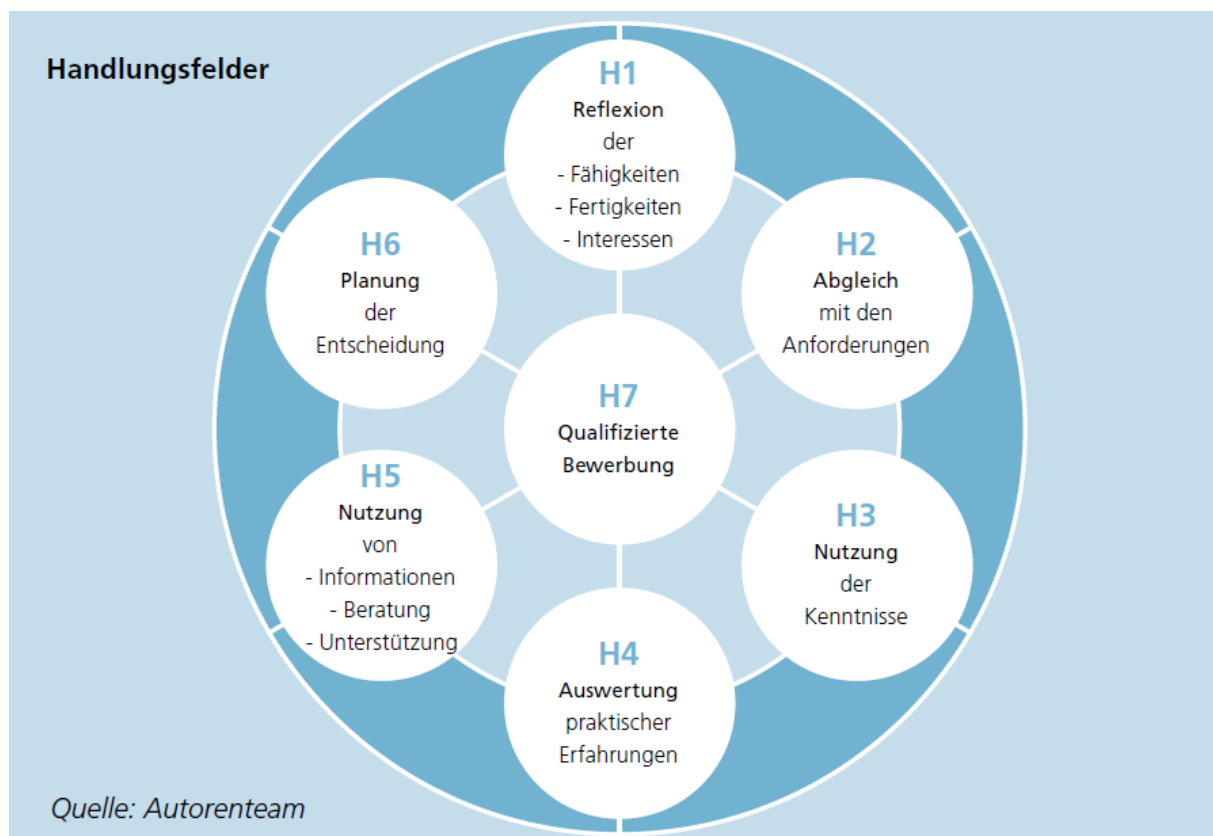 Handlungsfelder
H1
Reflexion
der
- Fähigkeiten
- Fertigkeiten
- Interessen
H2
Abgleich
mit den
Anforderungen
H3
Nutzung
der
Kenntnisse
H4
Auswertung
praktischer
Erfahrungen
H5
Nutzung
von
- Informationen
- Beratung
- Unterstützung
H6
Planung
der
Entscheidung
H7
Qualifizierte
Bewerbung
Quelle: Autorenteam